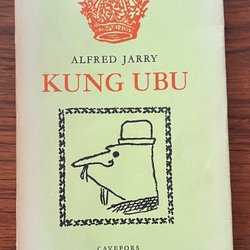 ALFRED JARRY
KUNG UBU
CAVEFORS